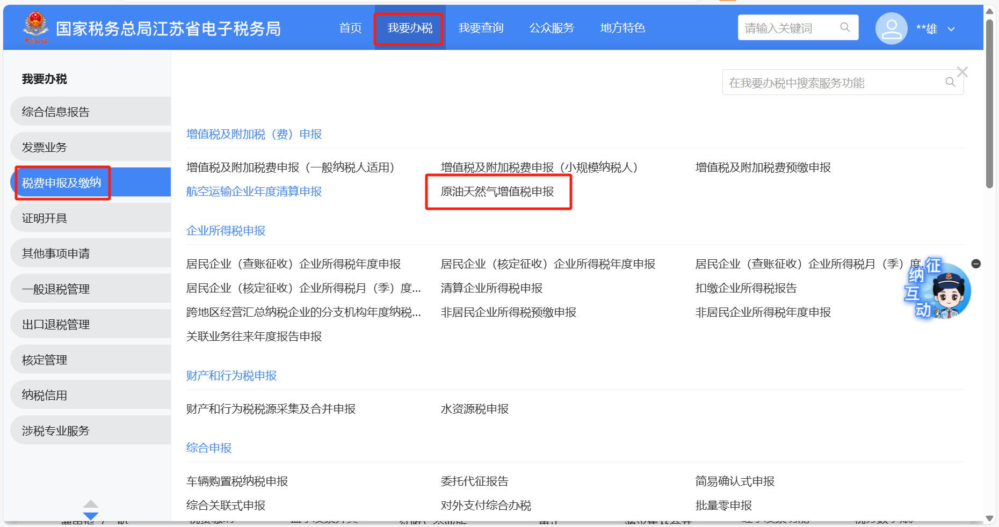 国家税务总局江苏省电子税务局
首页 我要办税 我要查询 公众服务 地方特色
请输入关键词
**雄
我要办税
综合信息报告
发票业务
税费申报及缴纳
证明开具
其他事项申请
一般退税管理
出口退税管理
核定管理
纳税信用
涉税专业服务
在我要办税中搜索服务功能
增值税及附加税（费）申报
增值税及附加税费申报（一般纳税人适用） 增值税及附加税费申报（小规模纳税人） 增值税及附加税费预缴申报
航空运输企业年度清算申报 原油天然气增值税申报
企业所得税申报
居民企业（查账征收）企业所得税年度申报 居民企业（核定征收）企业所得税年度申报 居民企业（查账征收）企业所得税月（季）度...
居民企业（核定征收）企业所得税月（季）度... 清算企业所得税申报 扣缴企业所得税报告
跨地区经营汇总纳税企业的分支机构年度纳税... 非居民企业所得税预缴申报 非居民企业所得税年度申报
关联业务往来年度报告申报
征纳互动
财产和行为税申报
财产和行为税税源采集及合并申报 水资源税申报
综合申报
车辆购置税纳税申报 委托代征报告 简易确认式申报
综合关联式申报 对外支付综合办税 批量零申报